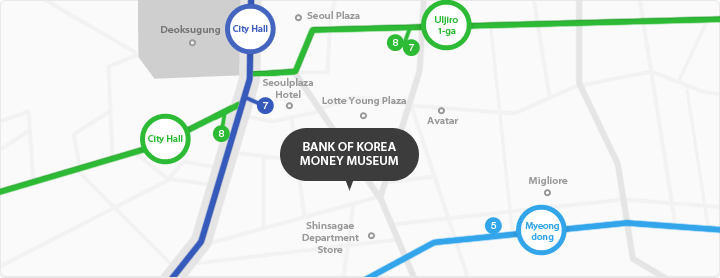 Seoul Plaza
Uljiro
1-ga
Deoksugung
City Hall
8
7
Seoulplaza
Hotel
Lotte Young Plaza
7
Avatar
8
City Hall
BANK OF KOREA
MONEY MUSEUM
Migliore
Shinsagae
Department
Store
5
Myeong
dong